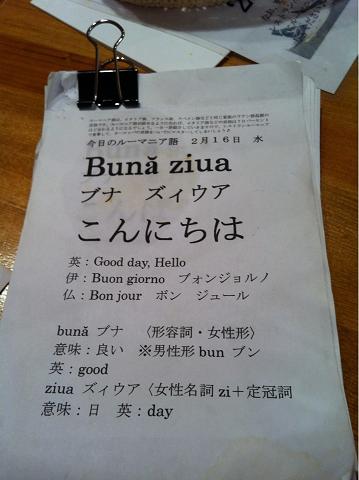 今日のルーマニア語 2月16日 水
Bună ziua
ブナ ズィウア
こんにちは
英：Good day, Hello
伊：Buon giorno ブォンジョルノ
仏：Bon jour ボン ジュール
bună ブナ 〈形容詞・女性形〉
意味：良い ※男性形 bun ブン
英：good
ziua ズィウア〈女性名詞 zi＋定冠詞
意味：日 英：day